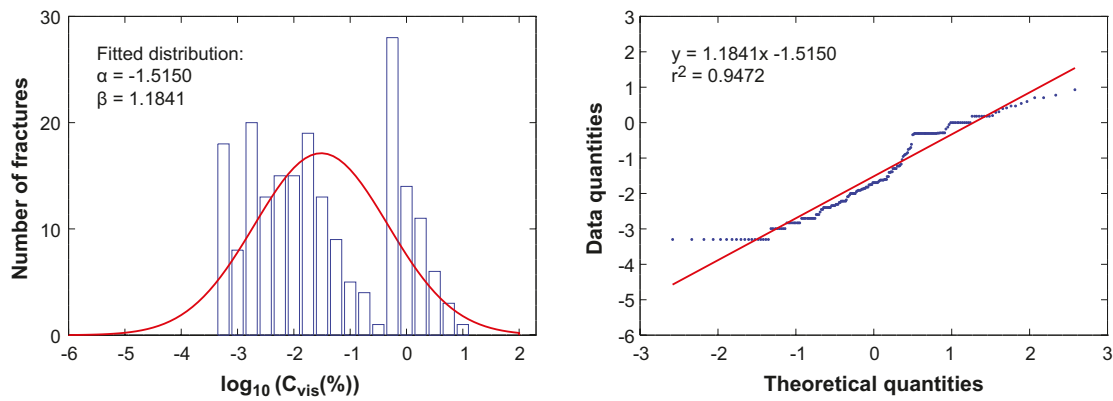 30
20
10
0
Number of fractures
Fitted distribution:
α = -1.5150
β = 1.1841
-6 -5 -4 -3 -2 -1 0 1 2
log10 (Cvis(%))
3
2
1
0
-1
-2
-3
-4
-5
-6
Data quantities
y = 1.1841x -1.5150
r2 = 0.9472
-3 -2 -1 0 1 2 3
Theoretical quantities